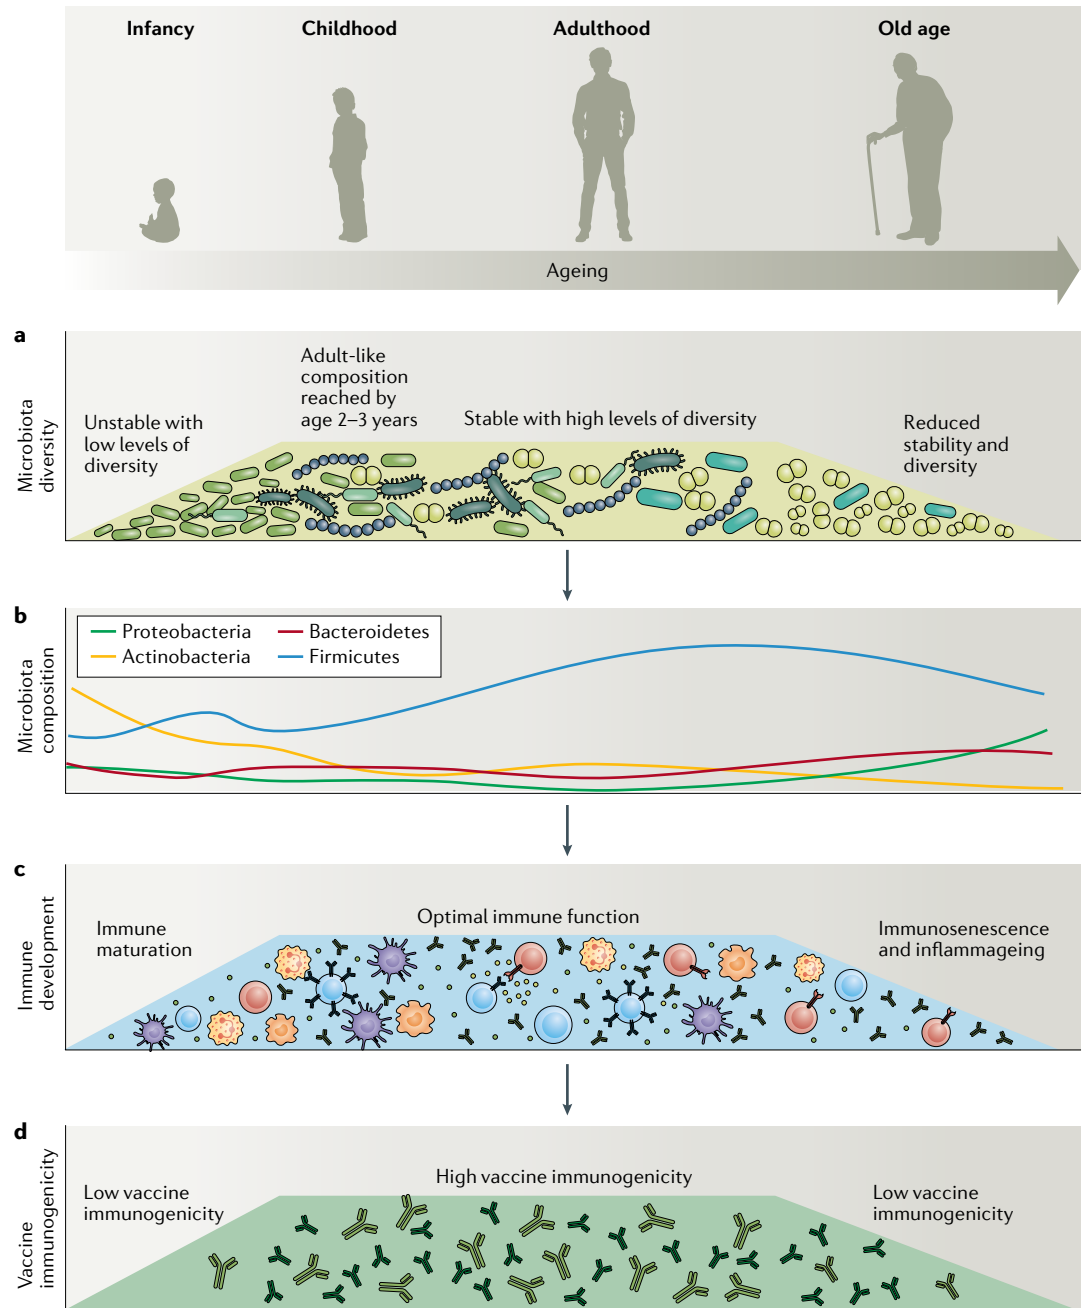 Infancy
Childhood
Adulthood
Old age
Ageing
a
Microbiota
diversity
Unstable with
low levels of
diversity
Adult-like
composition
reached by
age 2–3 years
Stable with high levels of diversity
Reduced
stability and
diversity
b
Microbiota
composition
Proteobacteria
Bacteroidetes
Actinobacteria
Firmicutes
c
Immune
development
Immune
maturation
Optimal immune function
Immunosenescence
and inflammageing
d
Vaccine
immunogenicity
Low vaccine
immunogenicity
High vaccine immunogenicity
Low vaccine
immunogenicity